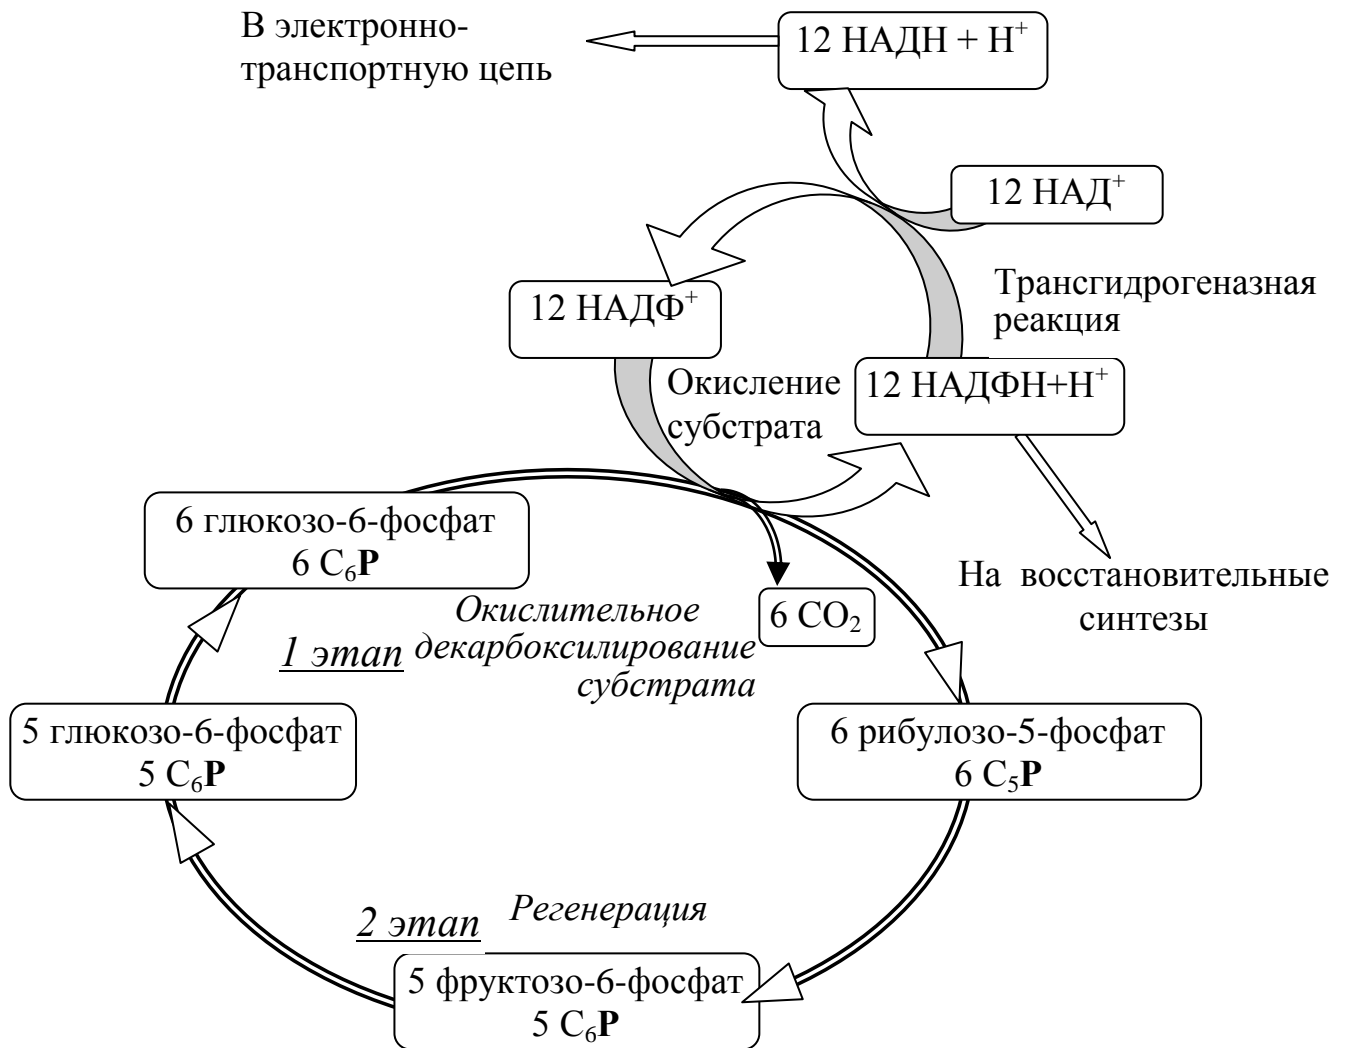 В электронно-
транспортную цепь
12 НАДН + Н⁺
12 НАД⁺
Трансгидрогеназная
реакция
12 НАДФ⁺
Окисление
субстрата
12 НАДФН+Н⁺
На восстановительные
синтезы
6 глюкозо-6-фосфат
6 С₆Р
Окислительное
декарбоксилирование
субстрата
1 этап
6 СО₂
5 глюкозо-6-фосфат
5 С₆Р
6 рибулозо-5-фосфат
6 С₅Р
2 этап
Регенерация
5 фруктозо-6-фосфат
5 С₆Р